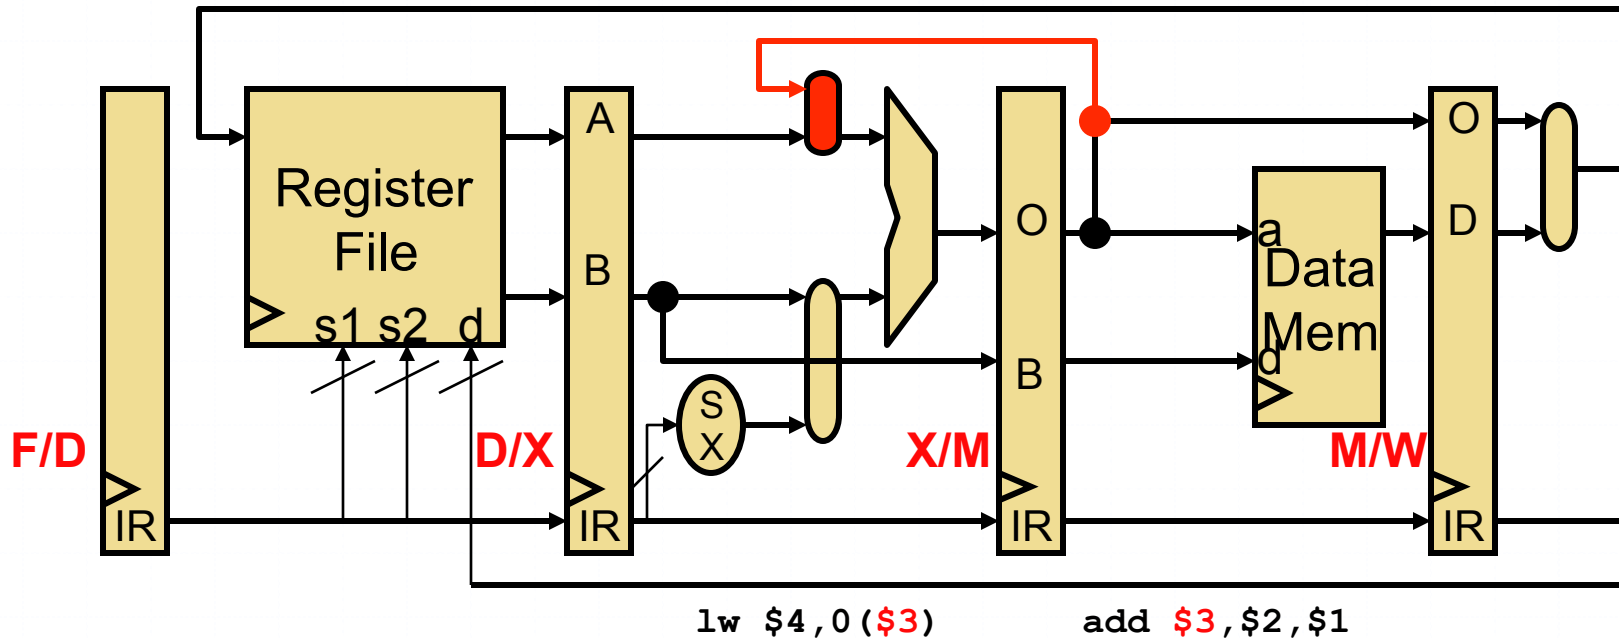 A
O
Register
File
B
O
D
a
Data
Mem
d
s1 s2 d
S
X
B
F/D
D/X
X/M
M/W
IR
IR
IR
IR
lw $4,0($3)
add $3,$2,$1